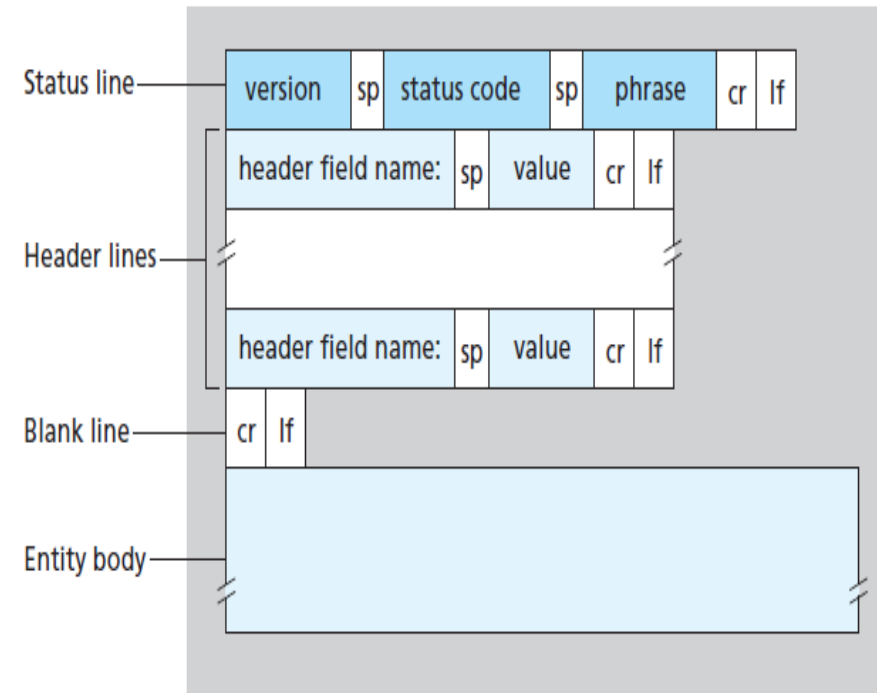 Status line version sp status code sp phrase cr lf
header field name: sp value cr lf
Header lines
header field name: sp value cr lf
Blank line cr lf
Entity body